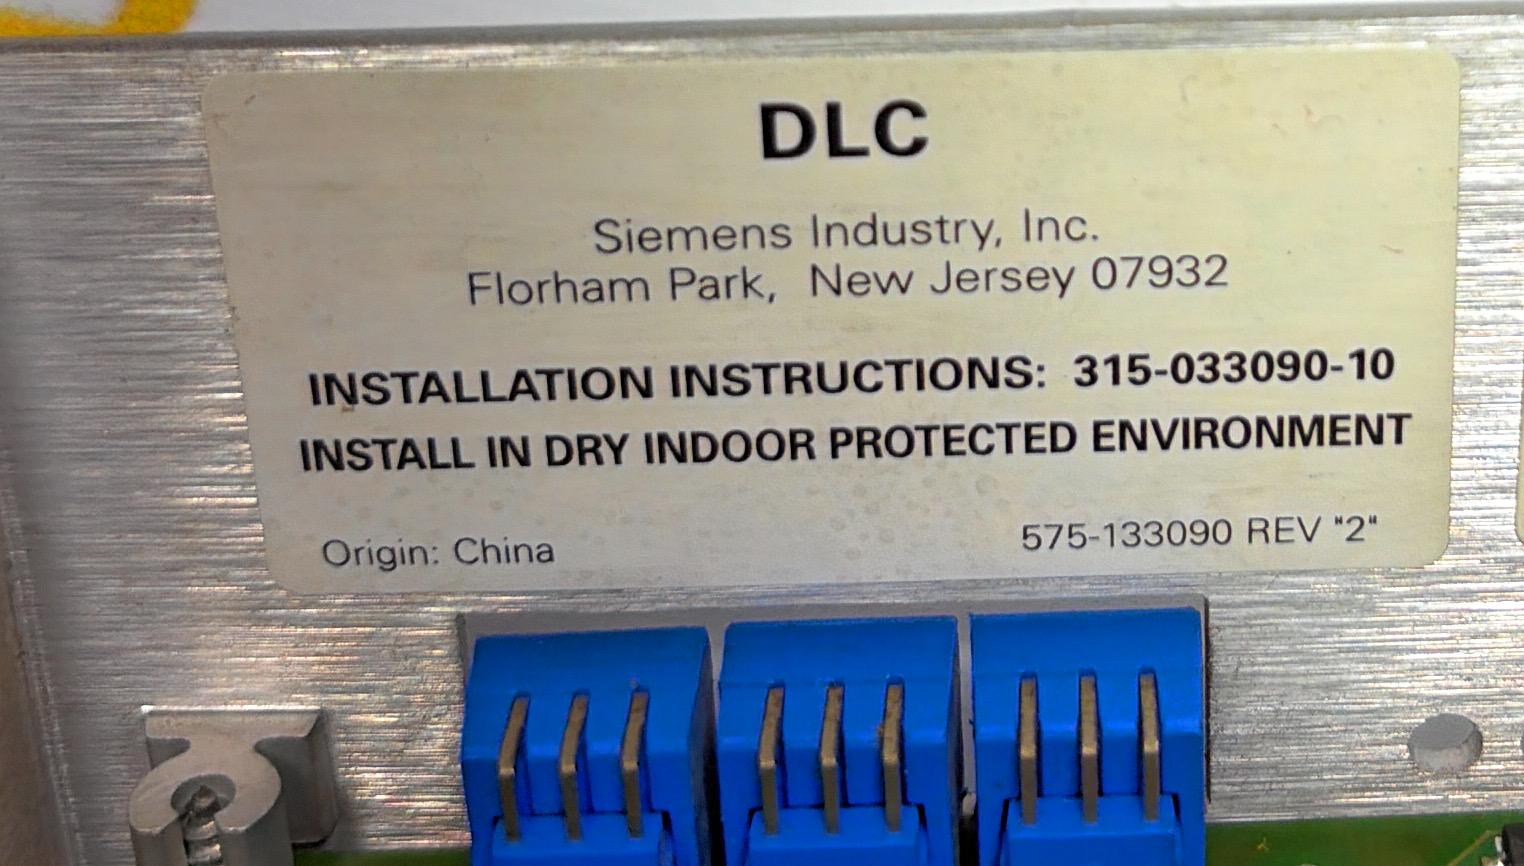 DLC
Siemens Industry, Inc.
Florham Park, New Jersey 07932
INSTALLATION INSTRUCTIONS: 315-033090-10
INSTALL IN DRY INDOOR PROTECTED ENVIRONMENT
Origin: China
575-133090 REV "2"